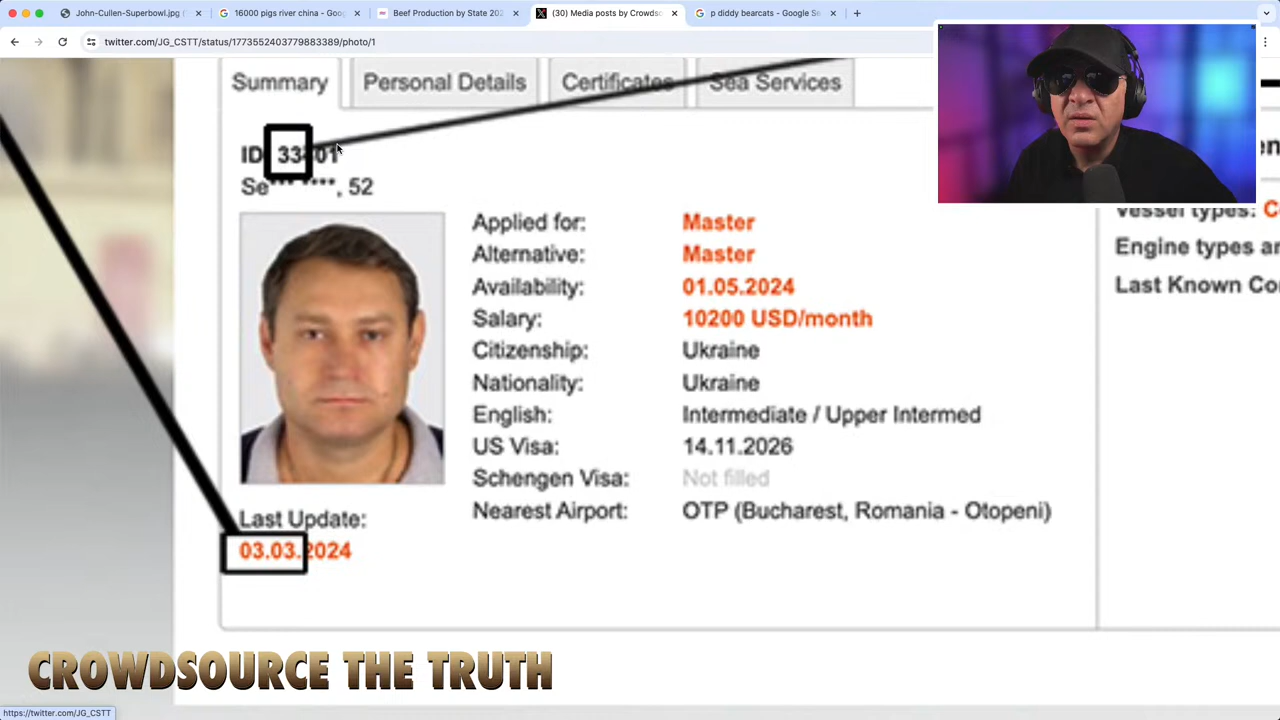 John-Cullen-Superbowl.jpg (
16000 pigs river china - Goog
Beef Production by State 202
(30) Media posts by Crowdso
p diddy bearcats - Google Se
twitter.com/JG_CSTT/status/1773552403779883389/photo/1
Summary
Personal Details
Certificates
Sea Services
ID
Se*** ****, 52
Applied for: Master
Alternative: Master
Availability: 01.05.2024
Salary: 10200 USD/month
Citizenship: Ukraine
Nationality: Ukraine
English: Intermediate / Upper Intermed
US Visa: 14.11.2026
Schengen Visa: Not filled
Nearest Airport: OTP (Bucharest, Romania - Otopeni)
Last Update:
03.03.2024
Vessel types:
Engine types a
Last Known Co
CROWDSOURCE THE TRUTH
https://twitter.com/JG_CSTT